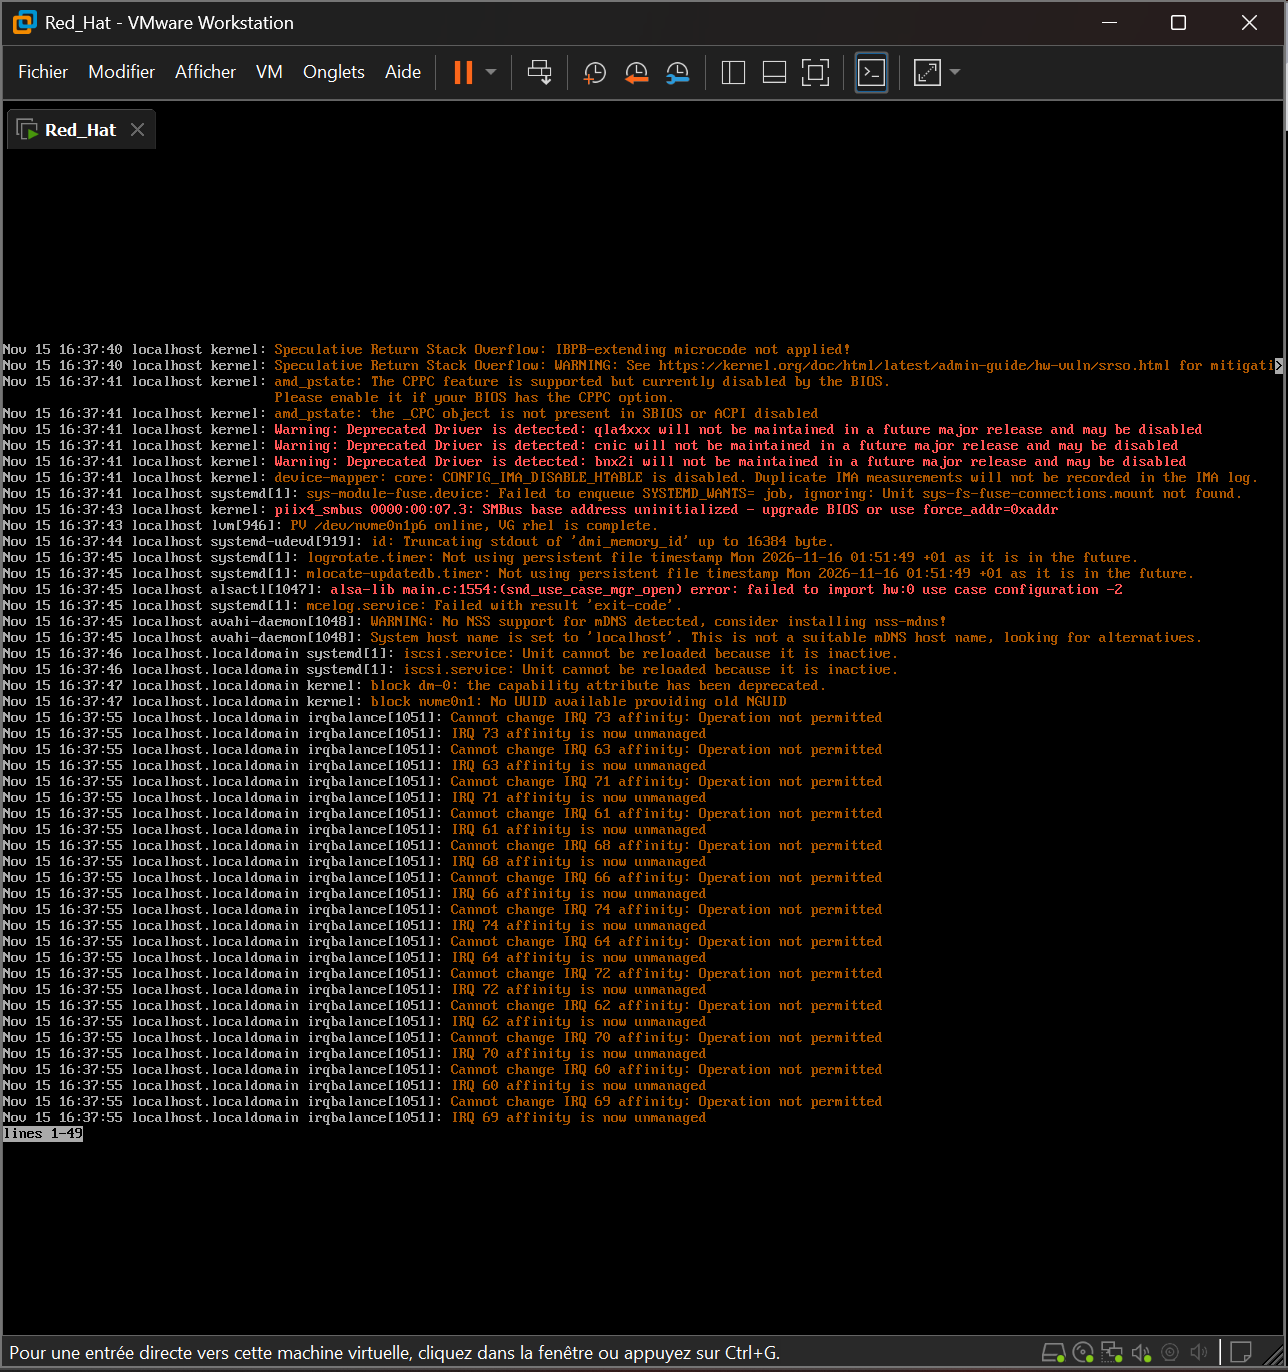 Red_Hat - VMware Workstation
Fichier Modifier Afficher VM Onglets Aide
Red_Hat
Nov 15 16:37:40 localhost kernel: Speculative Return Stack Overflow: IBPB-extending microcode not applied!
Nov 15 16:37:40 localhost kernel: Speculative Return Stack Overflow: WARNING: See https://kernel.org/doc/html/latest/admin-guide/hw-vuln/srso.html for mitigati>
Nov 15 16:37:41 localhost kernel: amd_pstate: The CPPC feature is supported but currently disabled by the BIOS.
Please enable it if your BIOS has the CPPC option.
Nov 15 16:37:41 localhost kernel: amd_pstate: the _CPC object is not present in SBIOS or ACPI disabled
Nov 15 16:37:41 localhost kernel: Warning: Deprecated Driver is detected: qla4xxx will not be maintained in a future major release and may be disabled
Nov 15 16:37:41 localhost kernel: Warning: Deprecated Driver is detected: cnic will not be maintained in a future major release and may be disabled
Nov 15 16:37:41 localhost kernel: Warning: Deprecated Driver is detected: bnx2i will not be maintained in a future major release and may be disabled
Nov 15 16:37:41 localhost kernel: device-mapper: core: CONFIG_IMA_DISABLE_HTABLE is disabled. Duplicate IMA measurements will not be recorded in the IMA log.
Nov 15 16:37:41 localhost systemd[1]: sys-module-fuse.device: Failed to enqueue SYSTEMD_WANTS= job, ignoring: Unit sys-fs-fuse-connections.mount not found.
Nov 15 16:37:43 localhost kernel: piix4_smbus 0000:00:07.3: SMBus base address uninitialized - upgrade BIOS or use force_addr=0xaddr
Nov 15 16:37:43 localhost lvm[946]: PV /dev/nvme0n1p6 online, VG rhel is complete.
Nov 15 16:37:44 localhost systemd-udevd[919]: id: Truncating stdout of 'dmi_memory_id' up to 16384 byte.
Nov 15 16:37:45 localhost systemd[1]: logrotate.timer: Not using persistent file timestamp Mon 2026-11-16 01:51:49 +01 as it is in the future.
Nov 15 16:37:45 localhost systemd[1]: mlocate-updatedb.timer: Not using persistent file timestamp Mon 2026-11-16 01:51:49 +01 as it is in the future.
Nov 15 16:37:45 localhost alsactl[1047]: alsa-lib main.c:1554:(snd_use_case_mgr_open) error: failed to import hw:0 use case configuration -2
Nov 15 16:37:45 localhost systemd[1]: mcelog.service: Failed with result 'exit-code'.
Nov 15 16:37:45 localhost avahi-daemon[1048]: WARNING: No NSS support for mDNS detected, consider installing nss-mdns!
Nov 15 16:37:45 localhost avahi-daemon[1048]: System host name is set to 'localhost'. This is not a suitable mDNS host name, looking for alternatives.
Nov 15 16:37:46 localhost.localdomain systemd[1]: iscsi.service: Unit cannot be reloaded because it is inactive.
Nov 15 16:37:46 localhost.localdomain systemd[1]: iscsi.service: Unit cannot be reloaded because it is inactive.
Nov 15 16:37:47 localhost.localdomain kernel: block dm-0: the capability attribute has been deprecated.
Nov 15 16:37:47 localhost.localdomain kernel: block nvme0n1: No UUID available providing old NGUID
Nov 15 16:37:55 localhost.localdomain irqbalance[1051]: Cannot change IRQ 73 affinity: Operation not permitted
Nov 15 16:37:55 localhost.localdomain irqbalance[1051]: IRQ 73 affinity is now unmanaged
Nov 15 16:37:55 localhost.localdomain irqbalance[1051]: Cannot change IRQ 63 affinity: Operation not permitted
Nov 15 16:37:55 localhost.localdomain irqbalance[1051]: IRQ 63 affinity is now unmanaged
Nov 15 16:37:55 localhost.localdomain irqbalance[1051]: Cannot change IRQ 71 affinity: Operation not permitted
Nov 15 16:37:55 localhost.localdomain irqbalance[1051]: IRQ 71 affinity is now unmanaged
Nov 15 16:37:55 localhost.localdomain irqbalance[1051]: Cannot change IRQ 61 affinity: Operation not permitted
Nov 15 16:37:55 localhost.localdomain irqbalance[1051]: IRQ 61 affinity is now unmanaged
Nov 15 16:37:55 localhost.localdomain irqbalance[1051]: Cannot change IRQ 68 affinity: Operation not permitted
Nov 15 16:37:55 localhost.localdomain irqbalance[1051]: IRQ 68 affinity is now unmanaged
Nov 15 16:37:55 localhost.localdomain irqbalance[1051]: Cannot change IRQ 66 affinity: Operation not permitted
Nov 15 16:37:55 localhost.localdomain irqbalance[1051]: IRQ 66 affinity is now unmanaged
Nov 15 16:37:55 localhost.localdomain irqbalance[1051]: Cannot change IRQ 74 affinity: Operation not permitted
Nov 15 16:37:55 localhost.localdomain irqbalance[1051]: IRQ 74 affinity is now unmanaged
Nov 15 16:37:55 localhost.localdomain irqbalance[1051]: Cannot change IRQ 64 affinity: Operation not permitted
Nov 15 16:37:55 localhost.localdomain irqbalance[1051]: IRQ 64 affinity is now unmanaged
Nov 15 16:37:55 localhost.localdomain irqbalance[1051]: Cannot change IRQ 72 affinity: Operation not permitted
Nov 15 16:37:55 localhost.localdomain irqbalance[1051]: IRQ 72 affinity is now unmanaged
Nov 15 16:37:55 localhost.localdomain irqbalance[1051]: Cannot change IRQ 62 affinity: Operation not permitted
Nov 15 16:37:55 localhost.localdomain irqbalance[1051]: IRQ 62 affinity is now unmanaged
Nov 15 16:37:55 localhost.localdomain irqbalance[1051]: Cannot change IRQ 70 affinity: Operation not permitted
Nov 15 16:37:55 localhost.localdomain irqbalance[1051]: IRQ 70 affinity is now unmanaged
Nov 15 16:37:55 localhost.localdomain irqbalance[1051]: Cannot change IRQ 60 affinity: Operation not permitted
Nov 15 16:37:55 localhost.localdomain irqbalance[1051]: IRQ 60 affinity is now unmanaged
Nov 15 16:37:55 localhost.localdomain irqbalance[1051]: Cannot change IRQ 69 affinity: Operation not permitted
Nov 15 16:37:55 localhost.localdomain irqbalance[1051]: IRQ 69 affinity is now unmanaged
lines 1-49
Pour une entrée directe vers cette machine virtuelle, cliquez dans la fenêtre ou appuyez sur Ctrl+G.